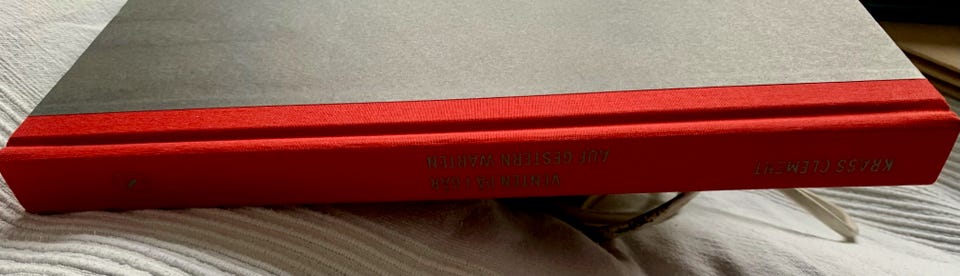 KRASS CLEMENT
VENTEN PÅ I GÅR
AUF GESTERN WARTEN